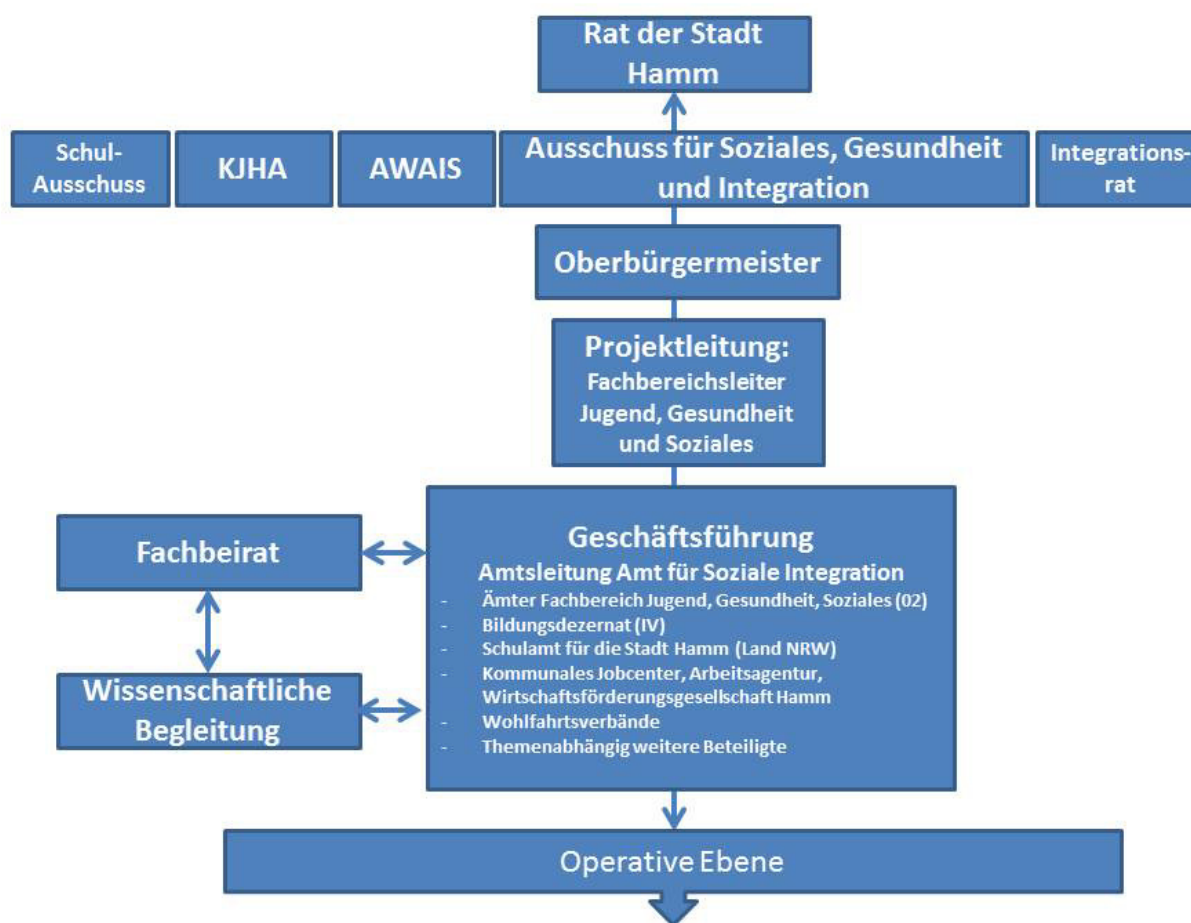 Rat der Stadt
Hamm
Schul-
Ausschuss
KJHA
AWAIS
Ausschuss für Soziales, Gesundheit
und Integration
Integrations-
rat
Oberbürgermeister
Projektleitung:
Fachbereichsleiter
Jugend, Gesundheit
und Soziales
Fachbeirat
Wissenschaftliche
Begleitung
Geschäftsführung
Amtsleitung Amt für Soziale Integration
- Ämter Fachbereich Jugend, Gesundheit, Soziales (02)
- Bildungsdezernat (IV)
- Schulamt für die Stadt Hamm (Land NRW)
- Kommunales Jobcenter, Arbeitsagentur,
Wirtschaftsförderungsgesellschaft Hamm
- Wohlfahrtsverbände
- Themenabhängig weitere Beteiligte
Operative Ebene